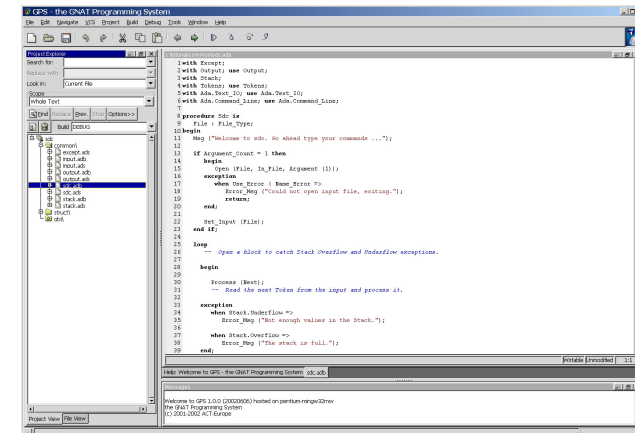 GPS - the GNAT Programming System
File Edit Navigate VCS Project Build Debug Tools Window Help
Project Explorer
Search for:
Replace with:
Look in: Current File
Scope
Whole Text
Find Replace Prev. Stop Options>>
Build DEBUG
sdc
common\
except.ads
input.adb
input.ads
output.adb
output.ads
sdc.adb
sdc.ads
stack.adb
stack.ads
struct\
obj\
Project View File View
1 with Except;
2 with Output; use Output;
3 with Stack;
4 with Tokens; use Tokens;
5 with Ada.Text_IO; use Ada.Text_IO;
6 with Ada.Command_Line; use Ada.Command_Line;
7
8 procedure Sdc is
9 File : File_Type;
10 begin
11 Msg ("Welcome to sdc. Go ahead type your commands ...");
12
13 if Argument_Count = 1 then
14 begin
15 Open (File, In_File, Argument (1));
16 exception
17 when Use_Error | Name_Error =>
18 Error_Msg ("Could not open input file, exiting.");
19 return;
20 end;
21
22 Set_Input (File);
23 end if;
24
25 loop
26 -- Open a block to catch Stack Overflow and Underflow exceptions.
27
28 begin
29
30 Process (Next);
31 -- Read the next Token from the input and process it.
32
33 exception
34 when Stack.Underflow =>
35 Error_Msg ("Not enough values in the Stack.");
36
37 when Stack.Overflow =>
38 Error_Msg ("The stack is full.");
39 end;
Writable Unmodified 1:1
Help: Welcome to GPS - the GNAT Programming System sdc.adb
Messages
Welcome to GPS 1.0.0 (20020606) hosted on pentium-mingw32msv
the GNAT Programming System
(c) 2001-2002 ACT-Europe